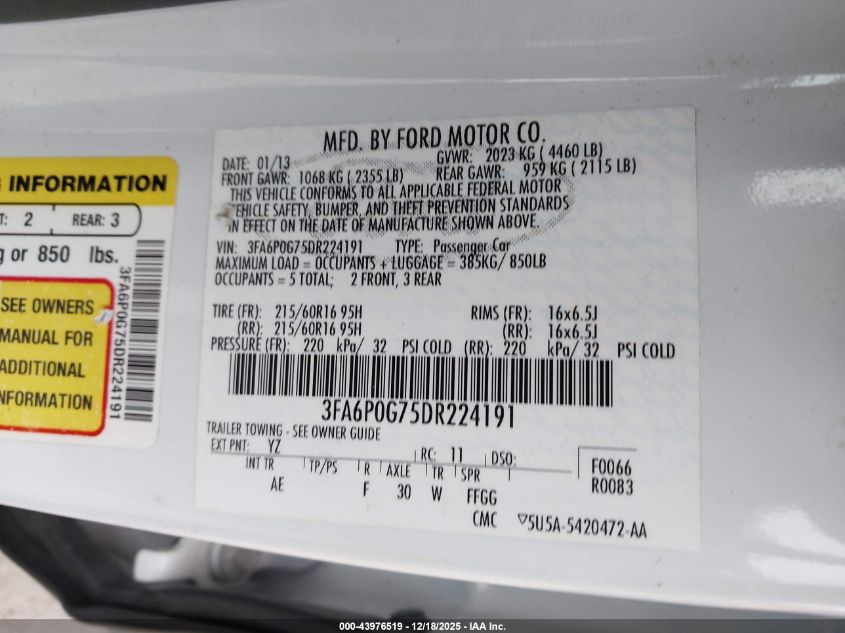 G INFORMATION
T: 2 REAR: 3
g or 850 lbs.
SEE OWNERS
MANUAL FOR
ADDITIONAL
INFORMATION
3FA6P0G75DR224191
MFD. BY FORD MOTOR CO.
DATE: 01/13 GVWR: 2023 KG ( 4460 LB)
FRONT GAWR: 1068 KG ( 2355 LB) REAR GAWR: 959 KG ( 2115 LB)
THIS VEHICLE CONFORMS TO ALL APPLICABLE FEDERAL MOTOR
VEHICLE SAFETY, BUMPER, AND THEFT PREVENTION STANDARDS
IN EFFECT ON THE DATE OF MANUFACTURE SHOWN ABOVE.
VIN: 3FA6P0G75DR224191 TYPE: Passenger Car
MAXIMUM LOAD = OCCUPANTS + LUGGAGE = 385KG/ 850LB
OCCUPANTS = 5 TOTAL; 2 FRONT, 3 REAR
TIRE (FR): 215/60R16 95H RIMS (FR): 16x6.5J
(RR): 215/60R16 95H (RR): 16x6.5J
PRESSURE (FR): 220 kPa/ 32 PSI COLD (RR): 220 kPa/ 32 PSI COLD
3FA6P0G75DR224191
TRAILER TOWING - SEE OWNER GUIDE
EXT PNT: YZ RC: 11 DSO: F0066
INT TR TP/PS R AXLE TR SPR R0083
AE F 30 W FFGG
CMC ▽5U5A-5420472-AA
000-43976519 - 12/18/2025 - IAA Inc.